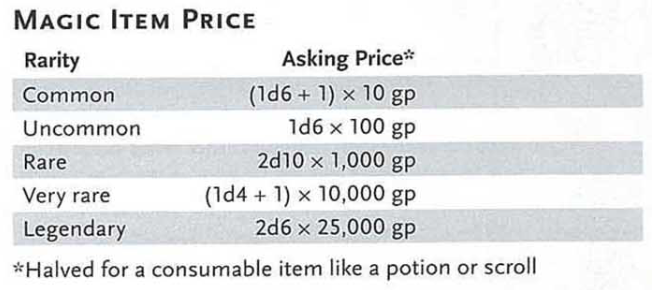 MAGIC ITEM PRICE
Rarity Asking Price*
Common (1d6 + 1) × 10 gp
Uncommon 1d6 × 100 gp
Rare 2d10 × 1,000 gp
Very rare (1d4 + 1) × 10,000 gp
Legendary 2d6 × 25,000 gp
*Halved for a consumable item like a potion or scroll